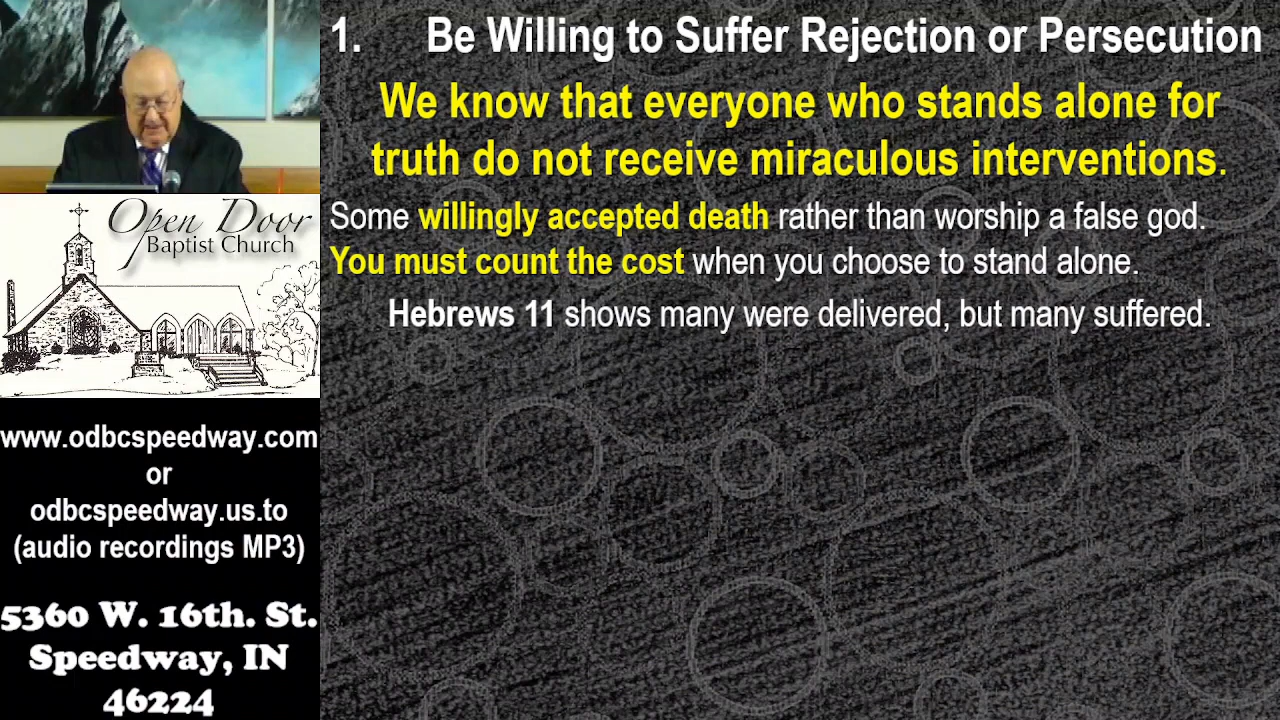 1. Be Willing to Suffer Rejection or Persecution
We know that everyone who stands alone for
truth do not receive miraculous interventions.
Some willingly accepted death rather than worship a false god.
You must count the cost when you choose to stand alone.
Hebrews 11 shows many were delivered, but many suffered.
Open Door
Baptist Church
www.odbcspeedway.com
or
odbcspeedway.us.to
(audio recordings MP3)
5360 W. 16th. St.
Speedway, IN
46224